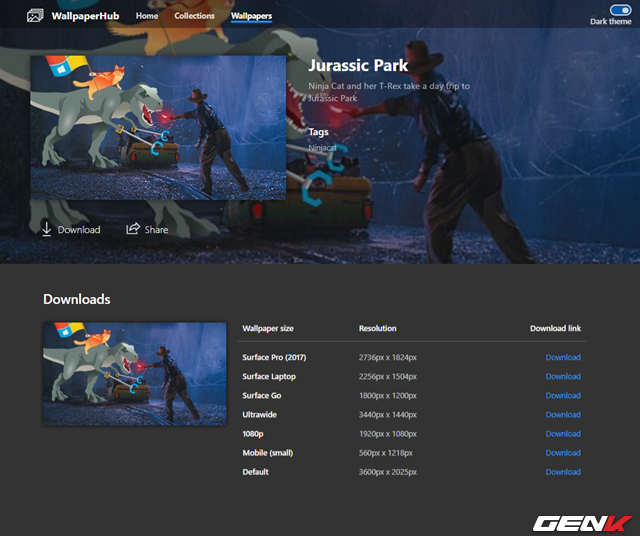 WallpaperHub Home Collections Wallpapers
Dark theme
Jurassic Park
Ninja Cat and her T-Rex take a day trip to
Jurassic Park
Tags
Ninjacat
Download Share
Downloads
Wallpaper size Resolution Download link
Surface Pro (2017) 2736px x 1824px Download
Surface Laptop 2256px x 1504px Download
Surface Go 1800px x 1200px Download
Ultrawide 3440px x 1440px Download
1080p 1920px x 1080px Download
Mobile (small) 560px x 1218px Download
Default 3600px x 2025px Download
GENK